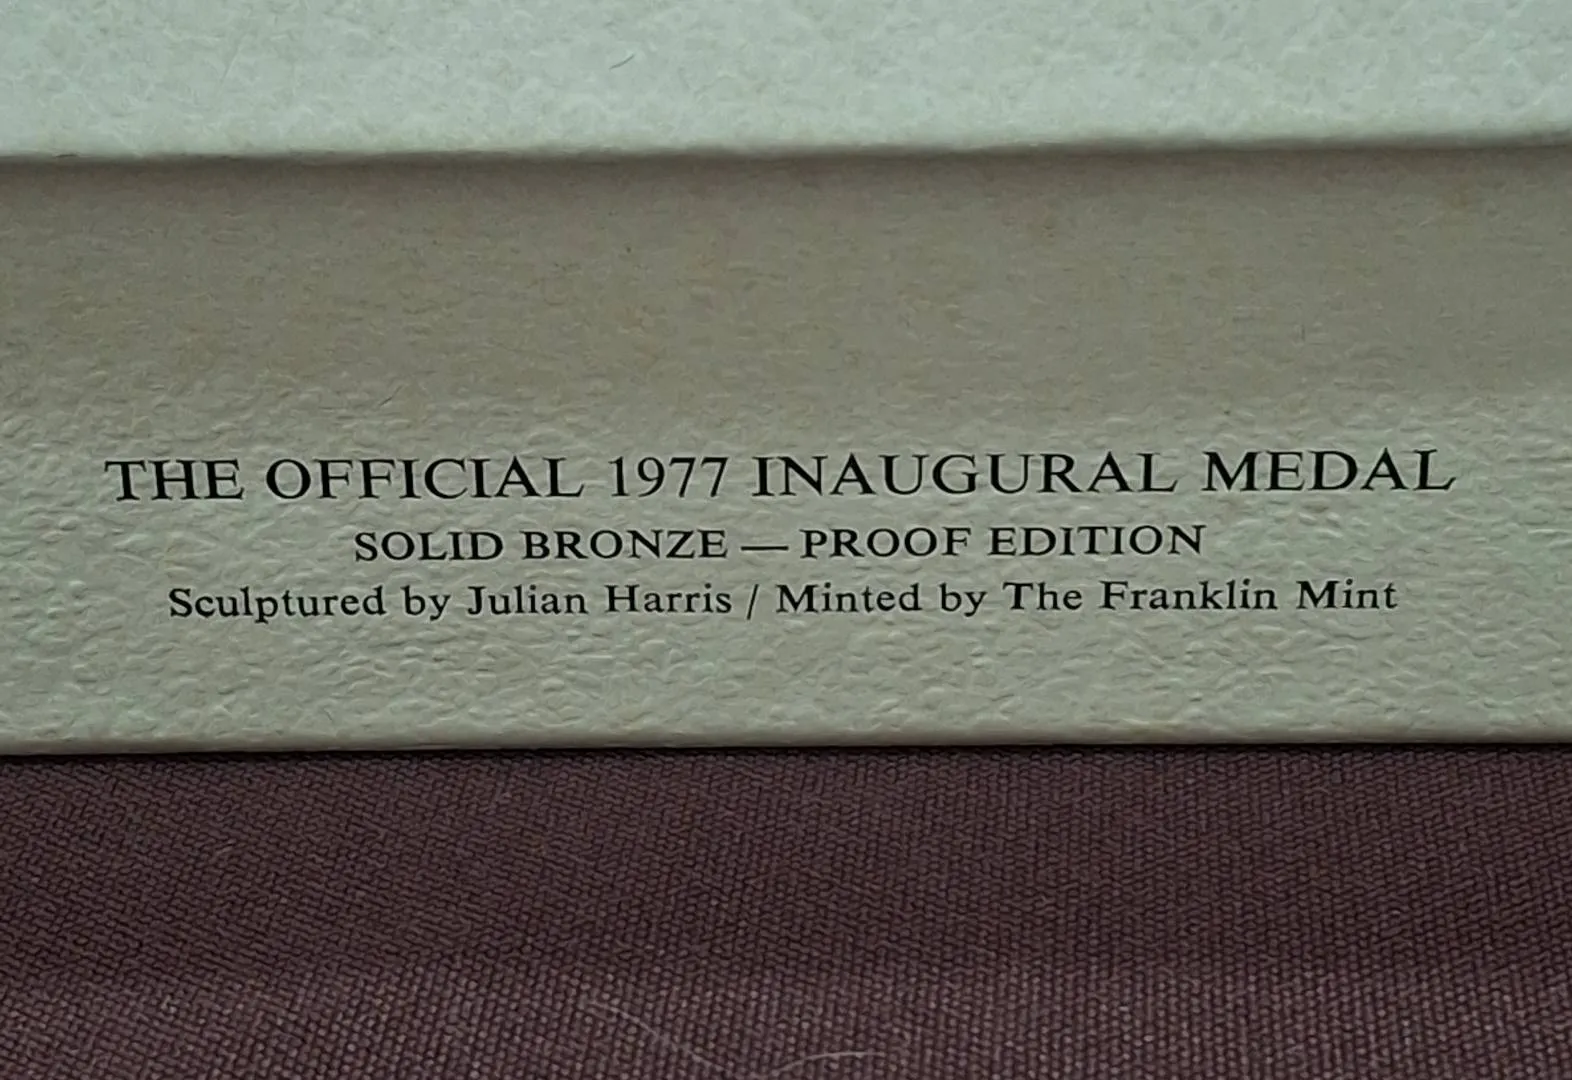 THE OFFICIAL 1977 INAUGURAL MEDAL
SOLID BRONZE — PROOF EDITION
Sculptured by Julian Harris / Minted by The Franklin Mint